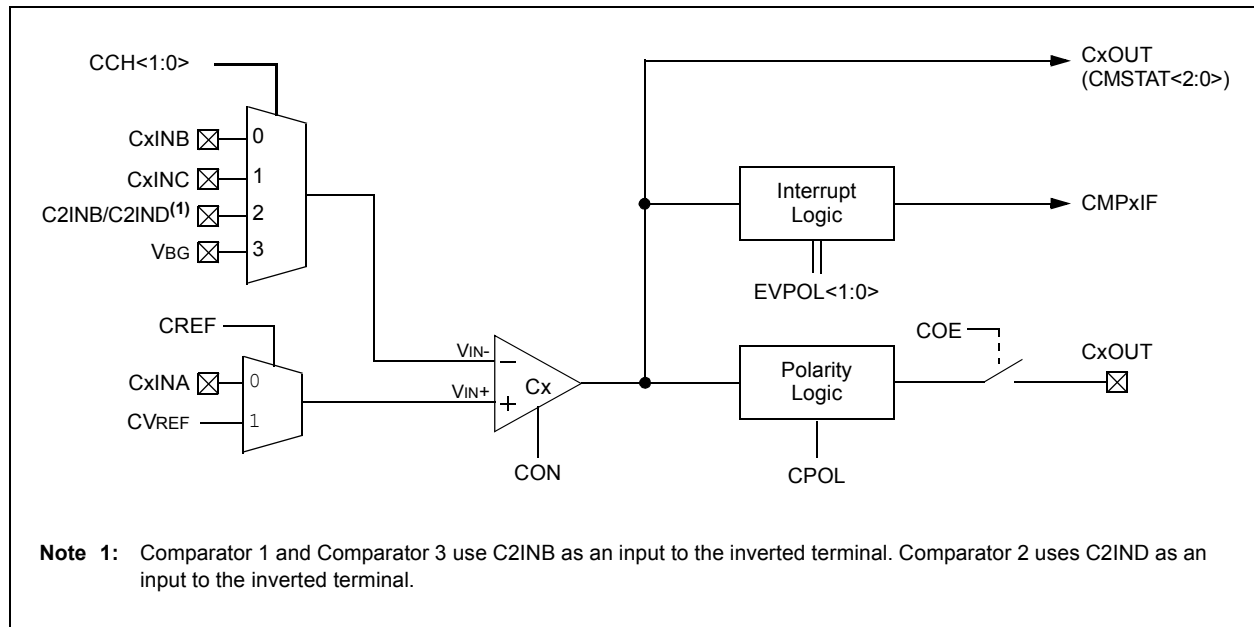 CCH<1:0>
CxOUT
(CMSTAT<2:0>)
CxINB
0
CxINC
1
C2INB/C2IND(1)
2
VBG
3
Interrupt
Logic
CMPxIF
EVPOL<1:0>
CREF
CxINA
0
CVREF
1
VIN-
–
VIN+
+
Cx
CON
Polarity
Logic
CPOL
COE
CxOUT
Note 1: Comparator 1 and Comparator 3 use C2INB as an input to the inverted terminal. Comparator 2 uses C2IND as an
input to the inverted terminal.